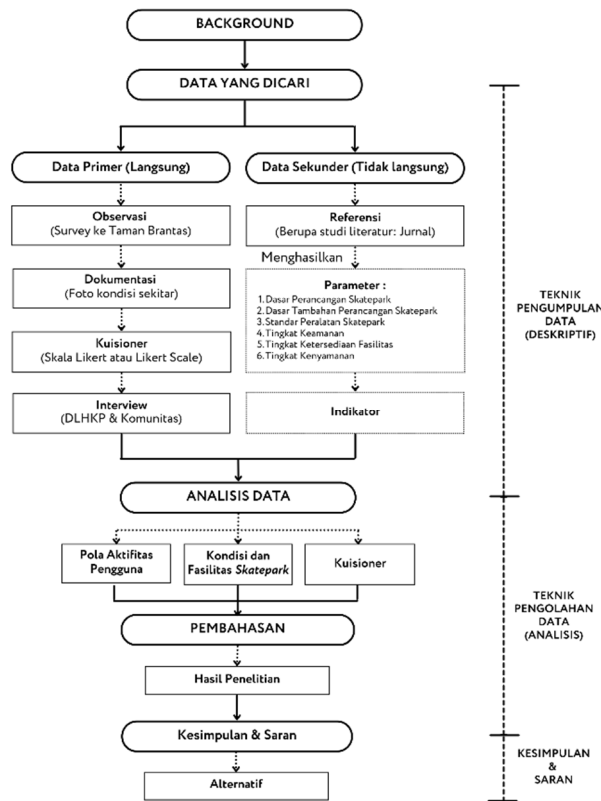 BACKGROUND
DATA YANG DICARI
Data Primer (Langsung)
Data Sekunder (Tidak langsung)
Observasi
(Survey ke Taman Brantas)
Referensi
(Berupa studi literatur: Jurnal)
Menghasilkan
Dokumentasi
(Foto kondisi sekitar)
Parameter :
1.Dasar Perancangan Skatepark
2.Dasar Tambahan Perancangan Skatepark
3.Standar Peralatan Skatepark
4.Tingkat Keamanan
5.Tingkat Ketersediaan Fasilitas
6.Tingkat Kenyamanan
Kuisioner
(Skala Likert atau Likert Scale)
Interview
(DLHKP & Komunitas)
Indikator
TEKNIK
PENGUMPULAN
DATA
(DESKRIPTIF)
ANALISIS DATA
Pola Aktifitas
Pengguna
Kondisi dan
Fasilitas Skatepark
Kuisioner
PEMBAHASAN
Hasil Penelitian
TEKNIK
PENGOLAHAN
DATA
(ANALISIS)
Kesimpulan & Saran
Alternatif
KESIMPULAN
&
SARAN